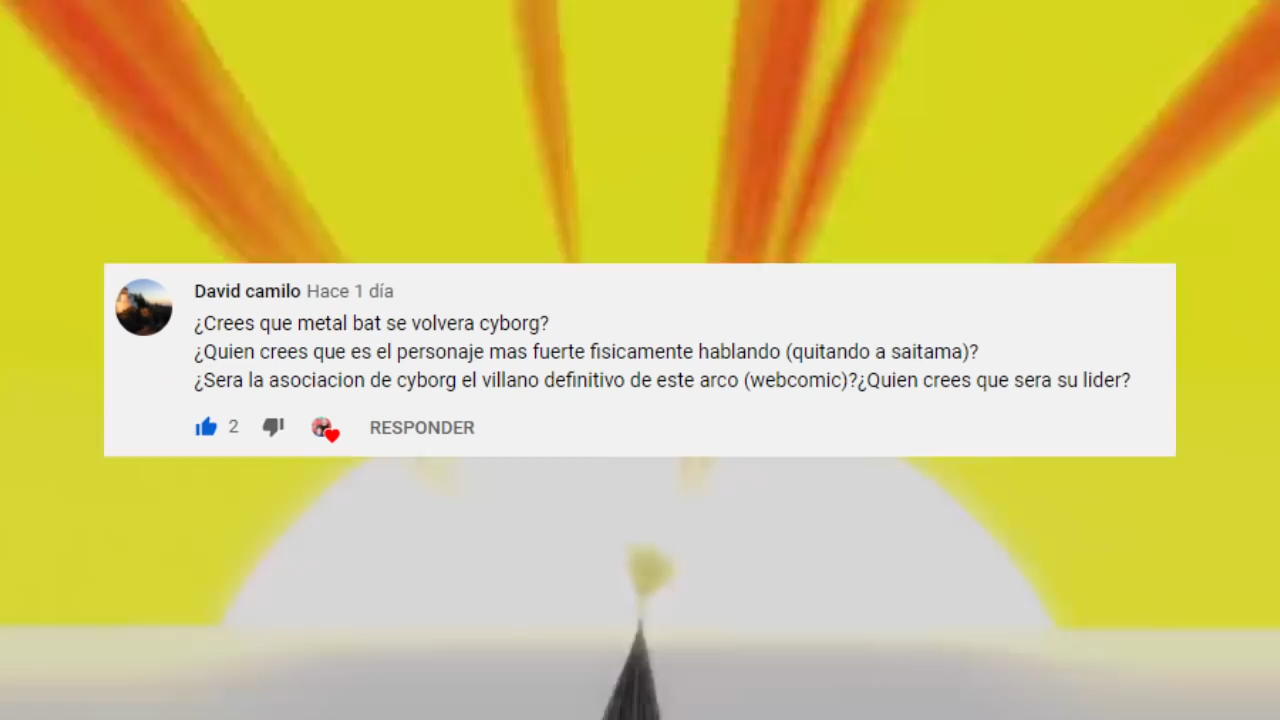 David camilo Hace 1 día
¿Crees que metal bat se volvera cyborg?
¿Quien crees que es el personaje mas fuerte fisicamente hablando (quitando a saitama)?
¿Sera la asociacion de cyborg el villano definitivo de este arco (webcomic)?¿Quien crees que sera su lider?
2 RESPONDER